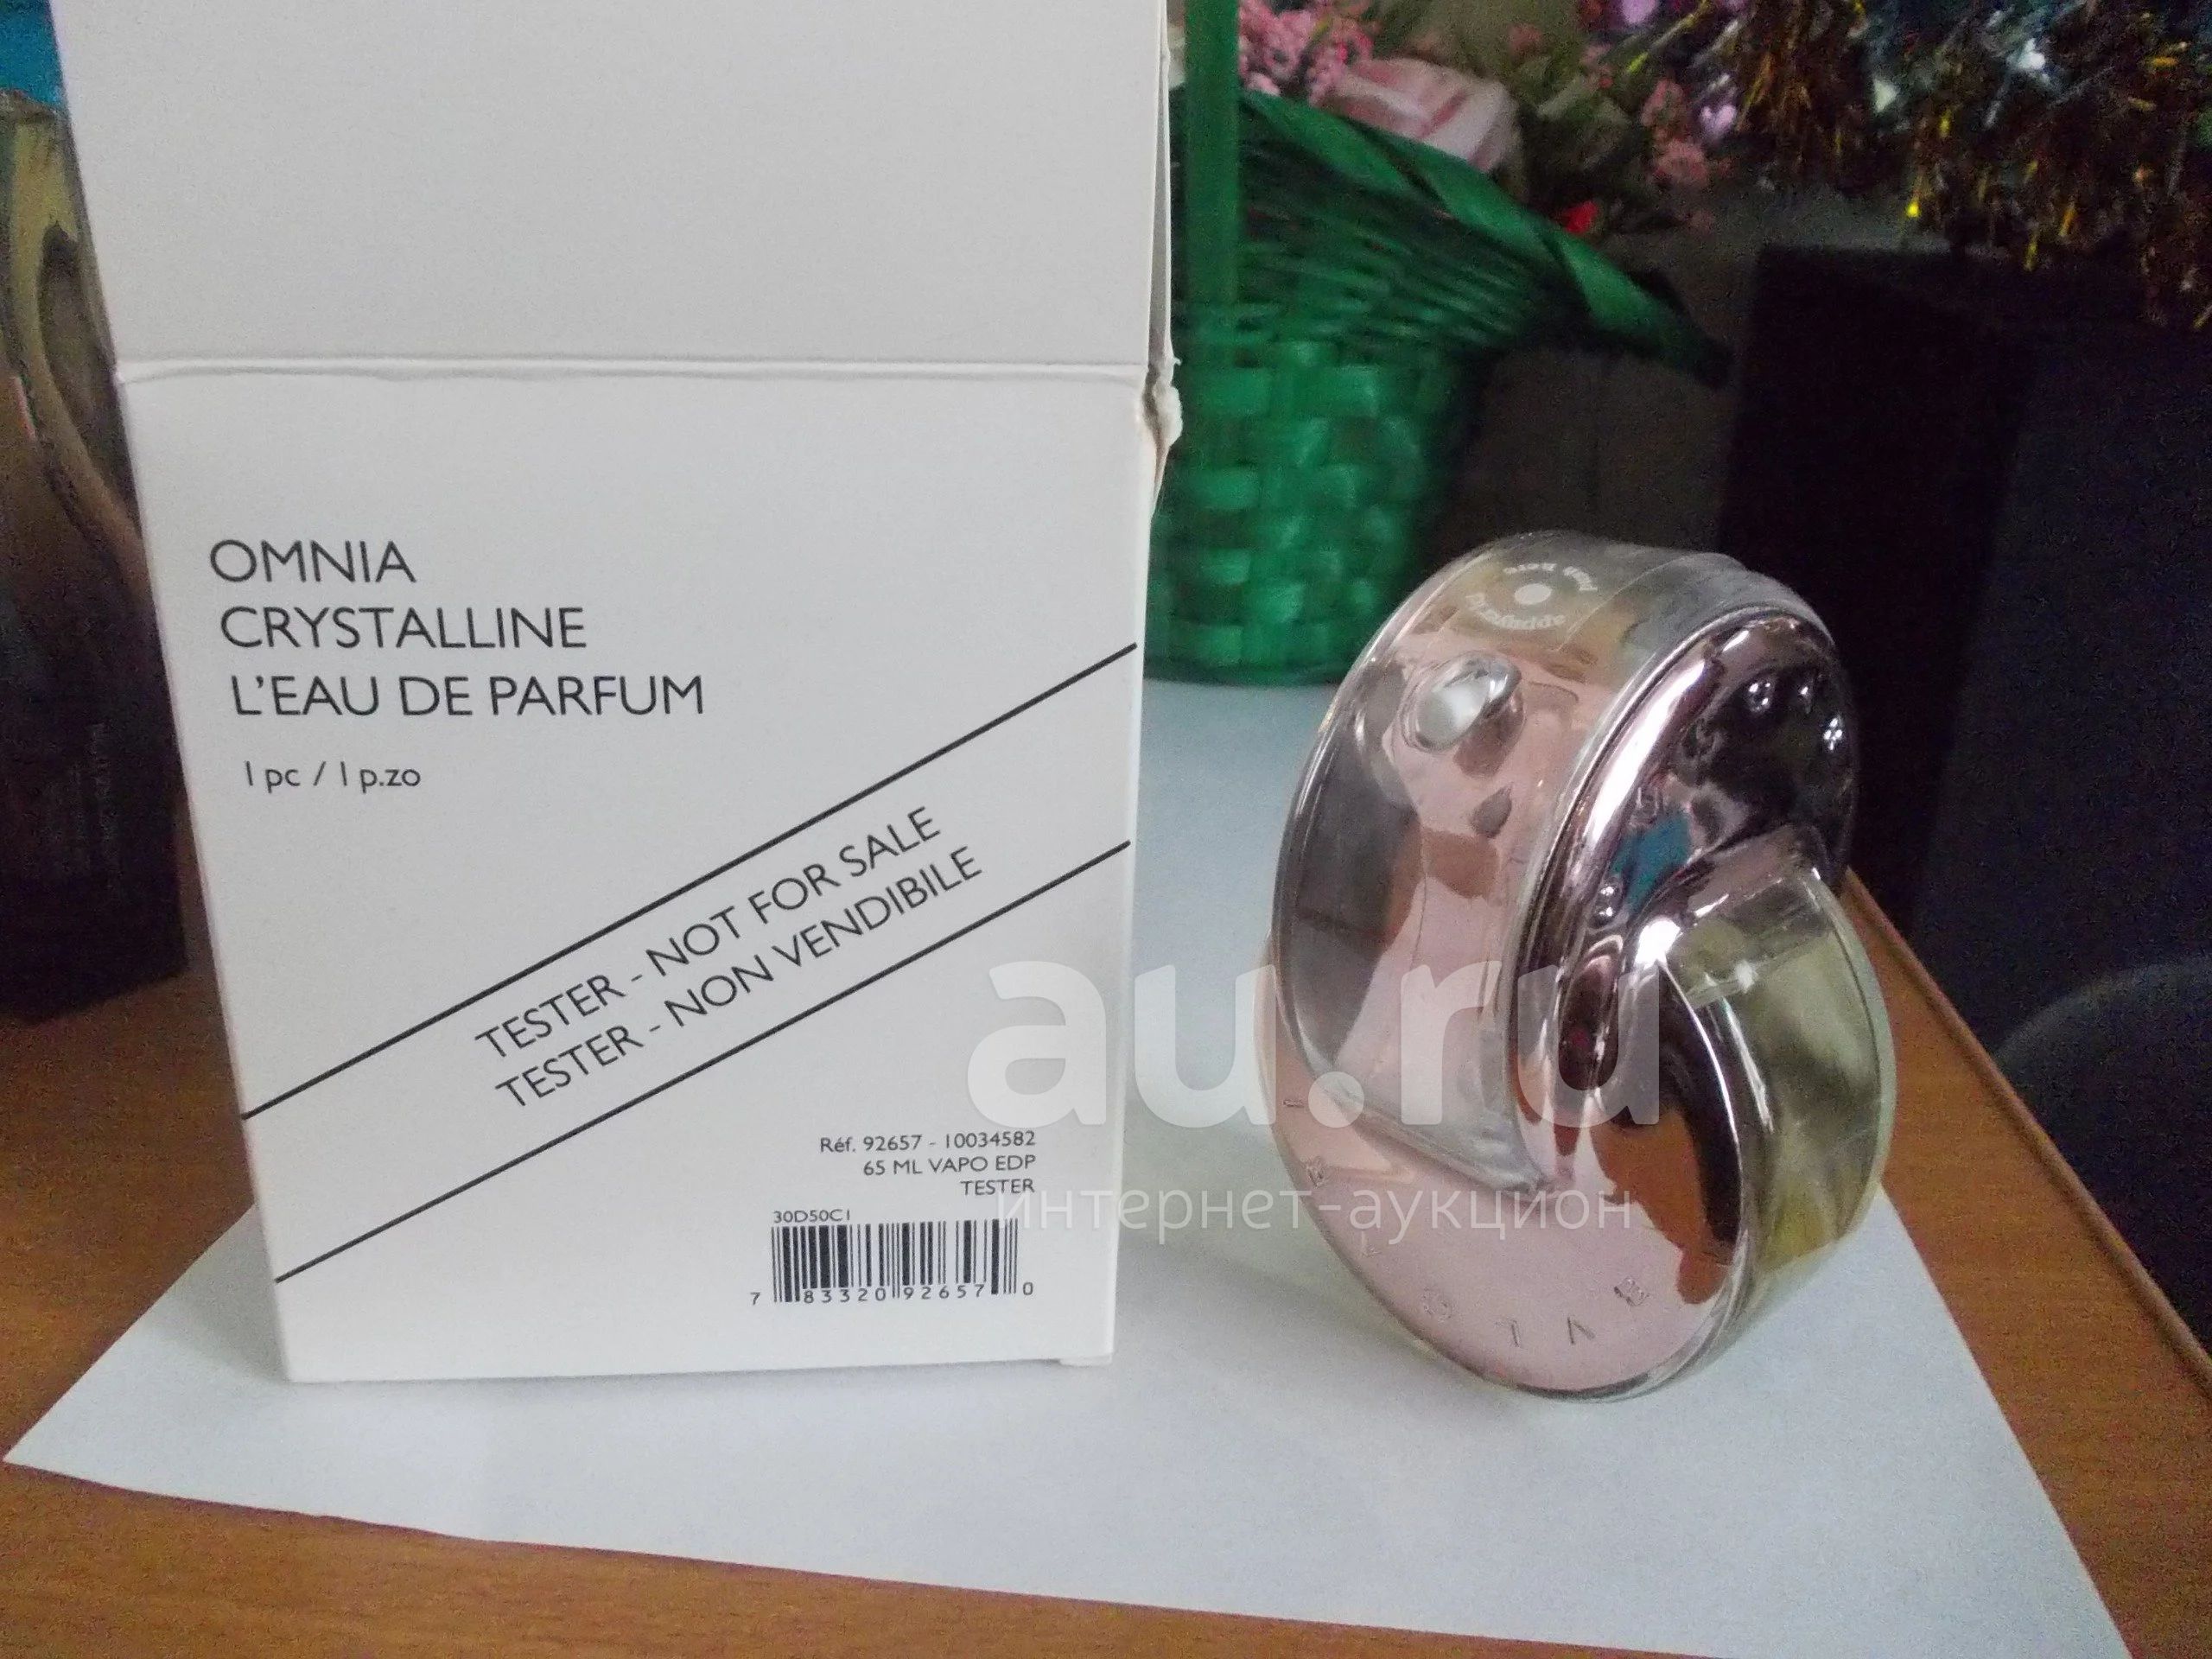 OMNIA
CRYSTALLINE
L'EAU DE PARFUM
1 pc / 1 p.zo
TESTER - NOT FOR SALE
TESTER - NON VENDIBILE
Réf. 92657 - 10034582
65 ML VAPO EDP
TESTER
30D50C1
7 83320 92657 0
au.ru
интернет-аукцион
BVLGARI